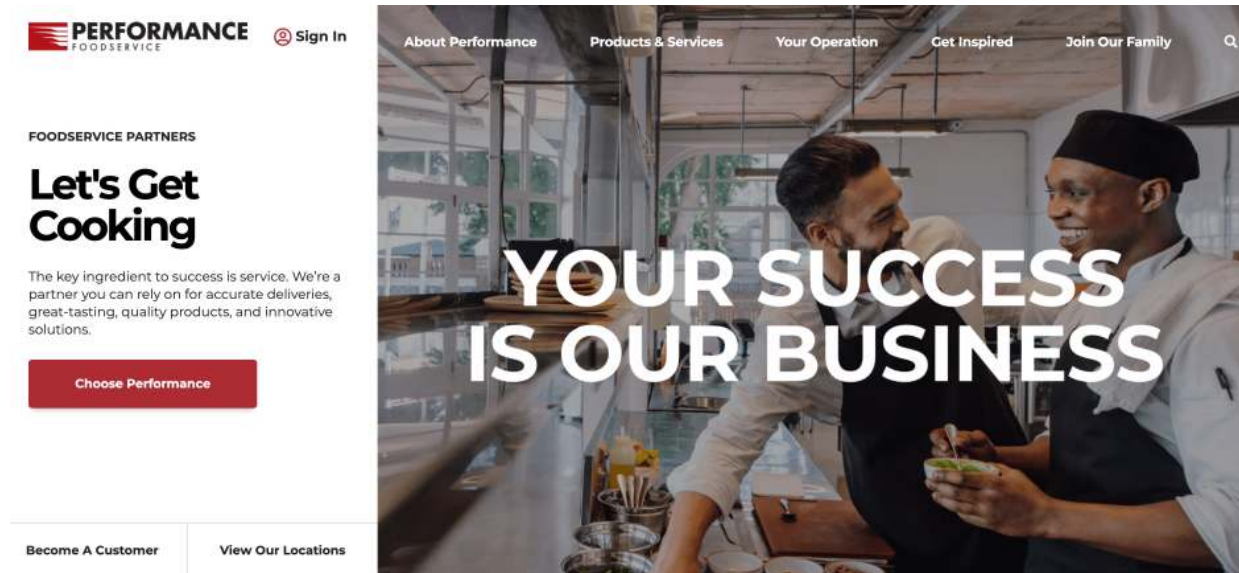 PERFORMANCE
FOODSERVICE
Sign In
About Performance
Products & Services
Your Operation
Get Inspired
Join Our Family
FOODSERVICE PARTNERS
Let's Get
Cooking
The key ingredient to success is service. We're a
partner you can rely on for accurate deliveries,
great-tasting, quality products, and innovative
solutions.
Choose Performance
Become A Customer
View Our Locations
YOUR SUCCESS
IS OUR BUSINESS